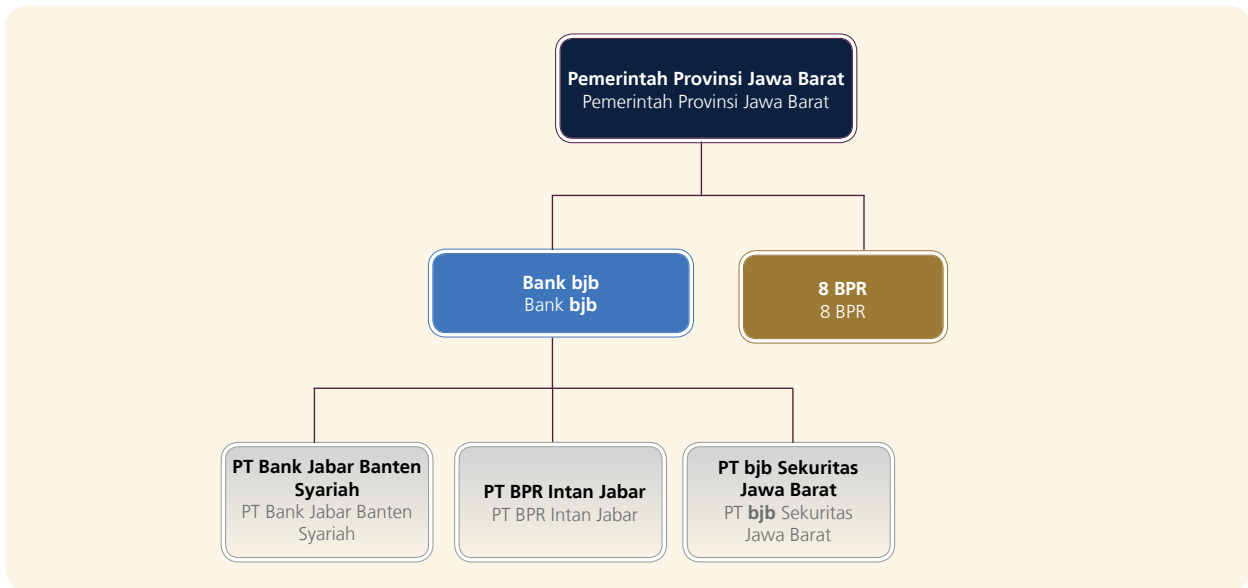 Pemerintah Provinsi Jawa Barat
Pemerintah Provinsi Jawa Barat
Bank bjb
Bank bjb
8 BPR
8 BPR
PT Bank Jabar Banten
Syariah
PT Bank Jabar Banten
Syariah
PT BPR Intan Jabar
PT BPR Intan Jabar
PT bjb Sekuritas
Jawa Barat
PT bjb Sekuritas
Jawa Barat